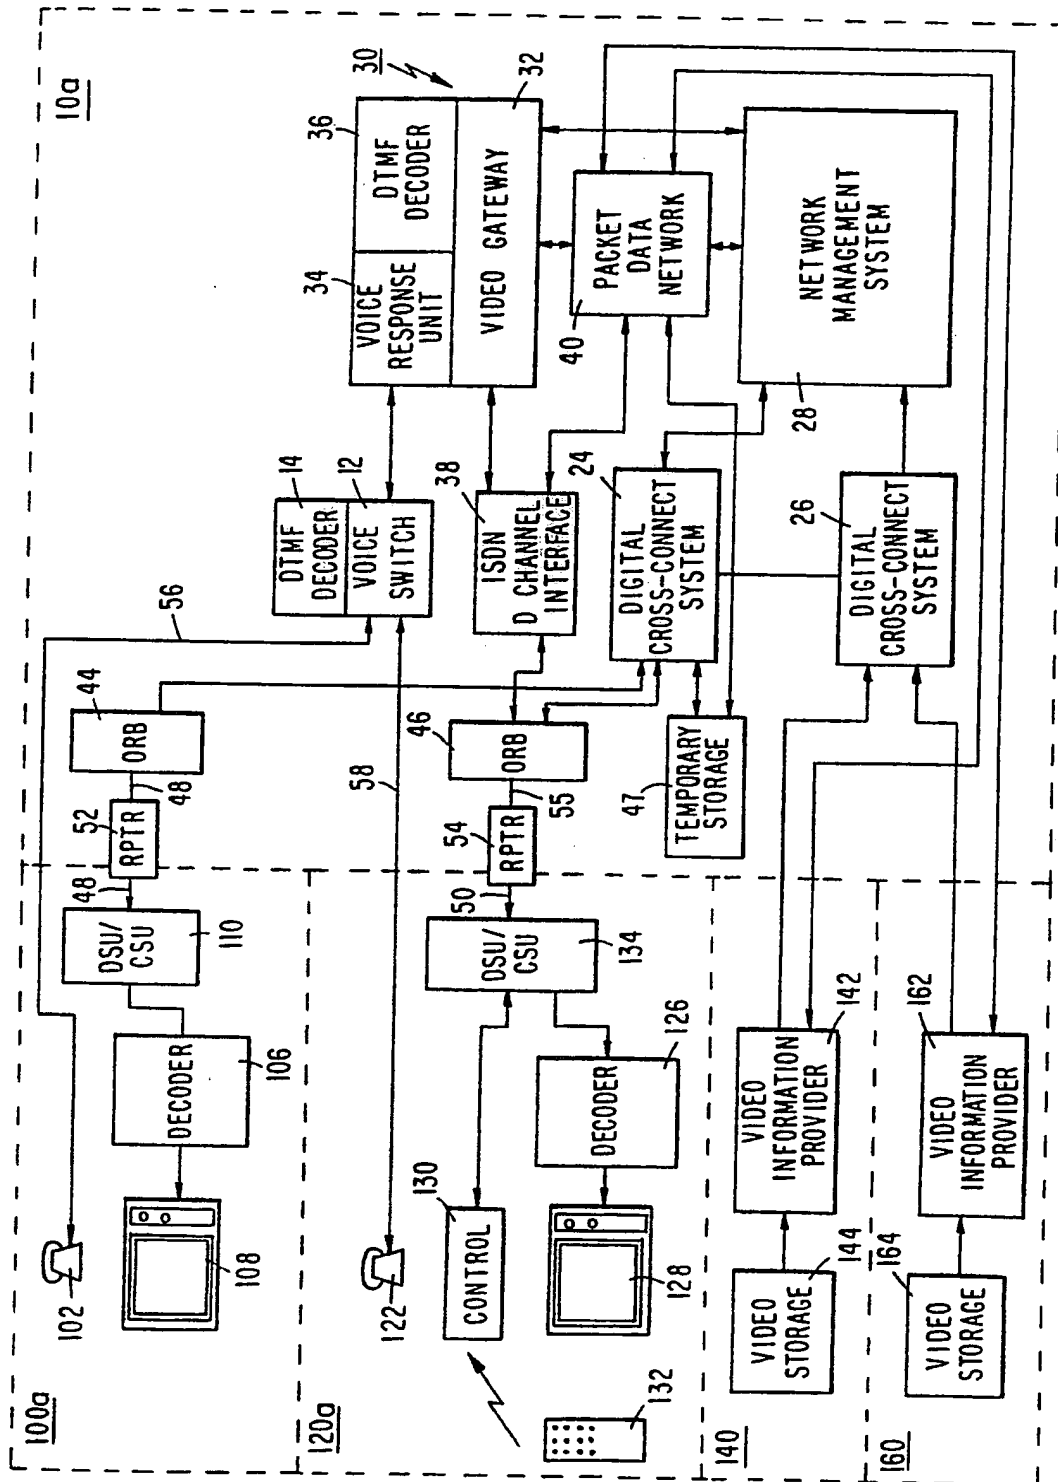 10a
30
36
DTMF
DECODER
34
VOICE
RESPONSE
UNIT
32
VIDEO GATEWAY
PACKET
DATA
NETWORK
40
NETWORK
MANAGEMENT
SYSTEM
28
14
DTMF
DECODER
12
VOICE
SWITCH
38
ISDN
D CHANNEL
INTERFACE
24
DIGITAL
CROSS-CONNECT
SYSTEM
26
DIGITAL
CROSS-CONNECT
SYSTEM
56
44
ORB
48
52
RPTR
58
46
ORB
55
54
RPTR
47
TEMPORARY
STORAGE
48
DSU/
CSU
110
DECODER
106
108
102
100a
50
DSU/
CSU
134
DECODER
126
130
CONTROL
128
122
132
120a
142
VIDEO
INFORMATION
PROVIDER
VIDEO
STORAGE
144
140
162
VIDEO
INFORMATION
PROVIDER
164
VIDEO
STORAGE
160